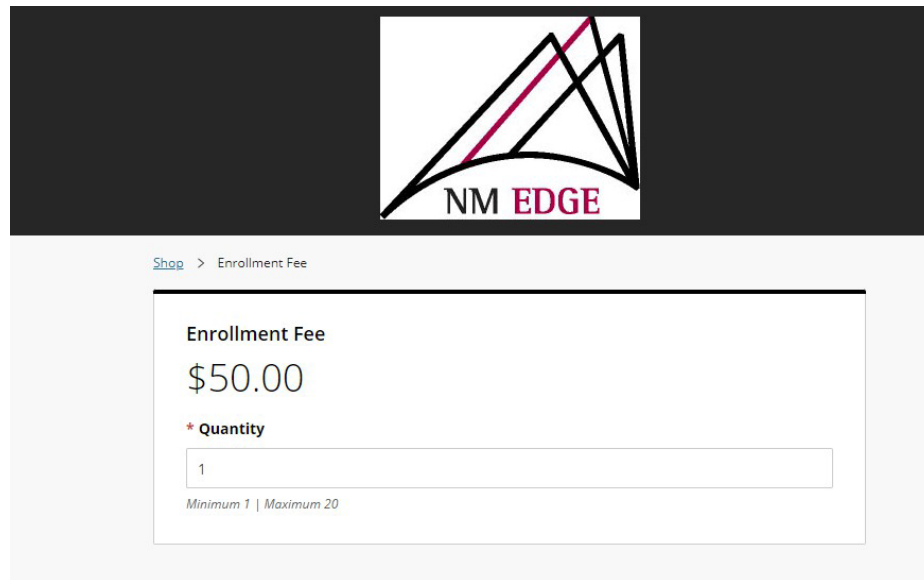 NM EDGE
Shop > Enrollment Fee
Enrollment Fee
$50.00
* Quantity
1
Minimum 1 | Maximum 20